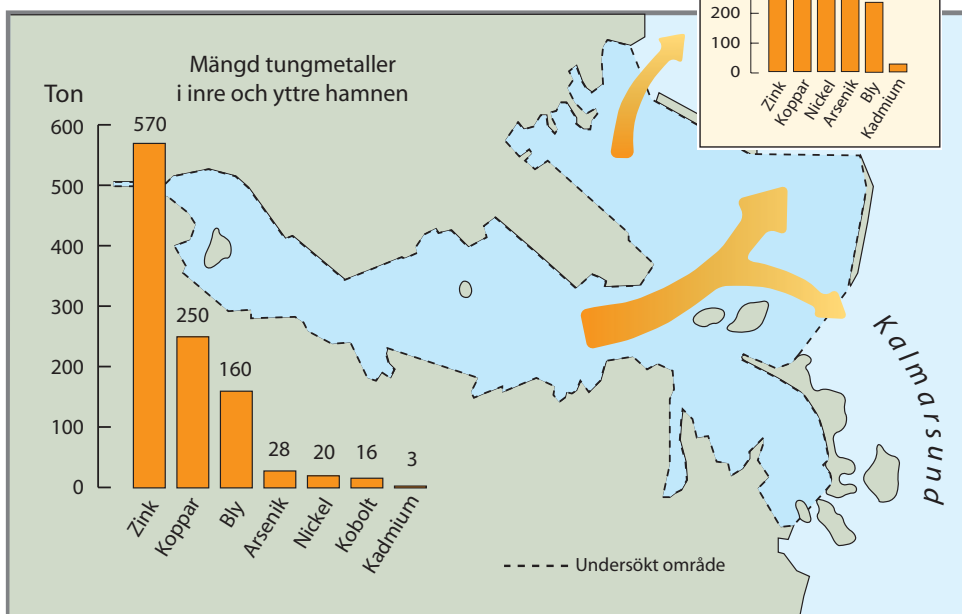 Mängd tungmetaller
i inre och yttre hamnen
Ton
600
500
400
300
200
100
0
570
250
160
28
20
16
3
Zink
Koppar
Bly
Arsenik
Nickel
Kobolt
Kadmium
200
100
0
Zink
Koppar
Nickel
Arsenik
Bly
Kadmium
Kalmarsund
Undersökt område